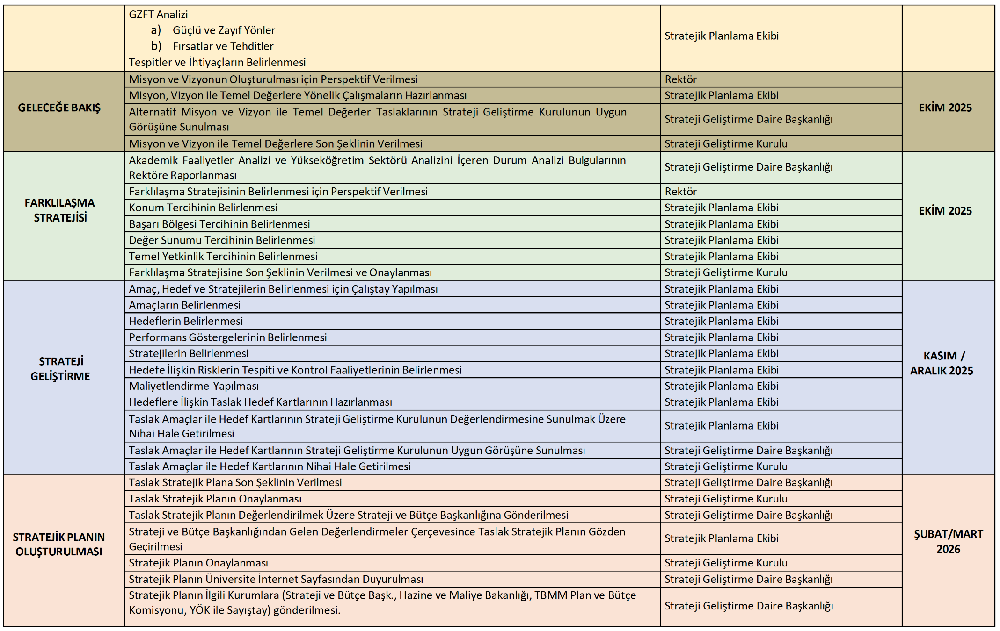 GZFT Analizi
a) Güçlü ve Zayıf Yönler
b) Fırsatlar ve Tehditler
Tespitler ve İhtiyaçların Belirlenmesi
Stratejik Planlama Ekibi
GELECEĞE BAKIŞ
Misyon ve Vizyonun Oluşturulması için Perspektif Verilmesi
Rektör
Misyon, Vizyon ile Temel Değerlere Yönelik Çalışmaların Hazırlanması
Stratejik Planlama Ekibi
Alternatif Misyon ve Vizyon ile Temel Değerler Taslaklarının Strateji Geliştirme Kurulunun Uygun
Görüşüne Sunulması
Strateji Geliştirme Daire Başkanlığı
Misyon ve Vizyon ile Temel Değerlere Son Şeklinin Verilmesi
Strateji Geliştirme Kurulu
EKİM 2025
FARKLILAŞMA
STRATEJİSİ
Akademik Faaliyetler Analizi ve Yükseköğretim Sektörü Analizini İçeren Durum Analizi Bulgularının
Rektöre Raporlanması
Strateji Geliştirme Daire Başkanlığı
Farklılaşma Stratejisinin Belirlenmesi için Perspektif Verilmesi
Rektör
Konum Tercihinin Belirlenmesi
Stratejik Planlama Ekibi
Başarı Bölgesi Tercihinin Belirlenmesi
Stratejik Planlama Ekibi
Değer Sunumu Tercihinin Belirlenmesi
Stratejik Planlama Ekibi
Temel Yetkinlik Tercihinin Belirlenmesi
Stratejik Planlama Ekibi
Farklılaşma Stratejisine Son Şeklinin Verilmesi ve Onaylanması
Strateji Geliştirme Kurulu
EKİM 2025
STRATEJİ
GELİŞTİRME
Amaç, Hedef ve Stratejilerin Belirlenmesi için Çalıştay Yapılması
Stratejik Planlama Ekibi
Amaçların Belirlenmesi
Stratejik Planlama Ekibi
Hedeflerin Belirlenmesi
Stratejik Planlama Ekibi
Performans Göstergelerinin Belirlenmesi
Stratejik Planlama Ekibi
Stratejilerin Belirlenmesi
Stratejik Planlama Ekibi
Hedefe İlişkin Risklerin Tespiti ve Kontrol Faaliyetlerinin Belirlenmesi
Stratejik Planlama Ekibi
Maliyetlendirme Yapılması
Stratejik Planlama Ekibi
Hedeflere İlişkin Taslak Hedef Kartlarının Hazırlanması
Stratejik Planlama Ekibi
Taslak Amaçlar ile Hedef Kartlarının Strateji Geliştirme Kurulunun Değerlendirmesine Sunulmak Üzere
Nihai Hale Getirilmesi
Stratejik Planlama Ekibi
Taslak Amaçlar ile Hedef Kartlarının Strateji Geliştirme Kurulunun Uygun Görüşüne Sunulması
Strateji Geliştirme Daire Başkanlığı
Taslak Amaçlar ile Hedef Kartlarının Nihai Hale Getirilmesi
Strateji Geliştirme Kurulu
KASIM /
ARALIK 2025
STRATEJİK PLANIN
OLUŞTURULMASI
Taslak Stratejik Plana Son Şeklinin Verilmesi
Strateji Geliştirme Daire Başkanlığı
Taslak Stratejik Planın Onaylanması
Strateji Geliştirme Kurulu
Taslak Stratejik Planın Değerlendirilmek Üzere Strateji ve Bütçe Başkanlığına Gönderilmesi
Strateji Geliştirme Daire Başkanlığı
Strateji ve Bütçe Başkanlığından Gelen Değerlendirmeler Çerçevesince Taslak Stratejik Planın Gözden
Geçirilmesi
Stratejik Planlama Ekibi
Stratejik Planın Onaylanması
Strateji Geliştirme Kurulu
Stratejik Planın Üniversite İnternet Sayfasından Duyurulması
Strateji Geliştirme Daire Başkanlığı
Stratejik Planın İlgili Kurumlara (Strateji ve Bütçe Başk., Hazine ve Maliye Bakanlığı, TBMM Plan ve Bütçe
Komisyonu, YÖK ile Sayıştay) gönderilmesi.
Strateji Geliştirme Daire Başkanlığı
ŞUBAT/MART
2026